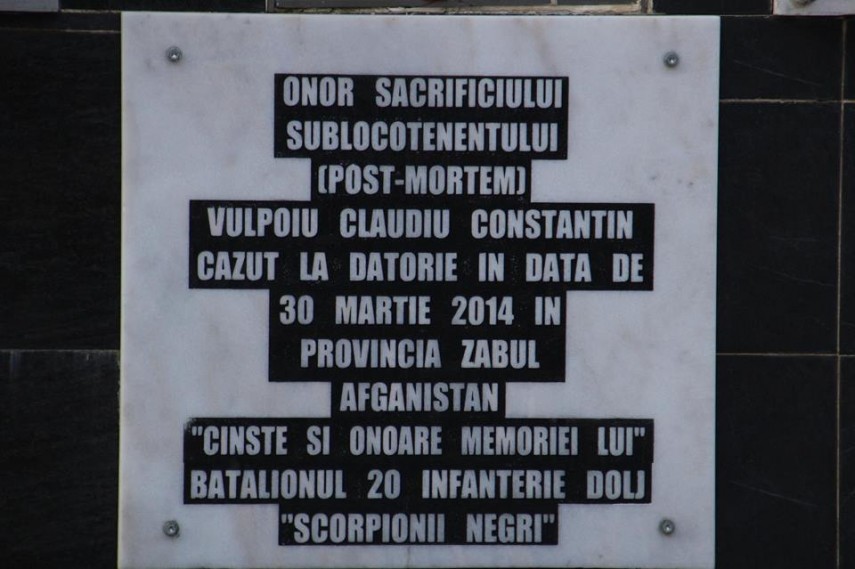 ONOR SACRIFICIULUI
SUBLOCOTENENTULUI
(POST-MORTEM)
VULPOIU CLAUDIU CONSTANTIN
CAZUT LA DATORIE IN DATA DE
30 MARTIE 2014 IN
PROVINCIA ZABUL
AFGANISTAN
"CINSTE SI ONOARE MEMORIEI LUI"
BATALIONUL 20 INFANTERIE DOLJ
"SCORPIONII NEGRI"